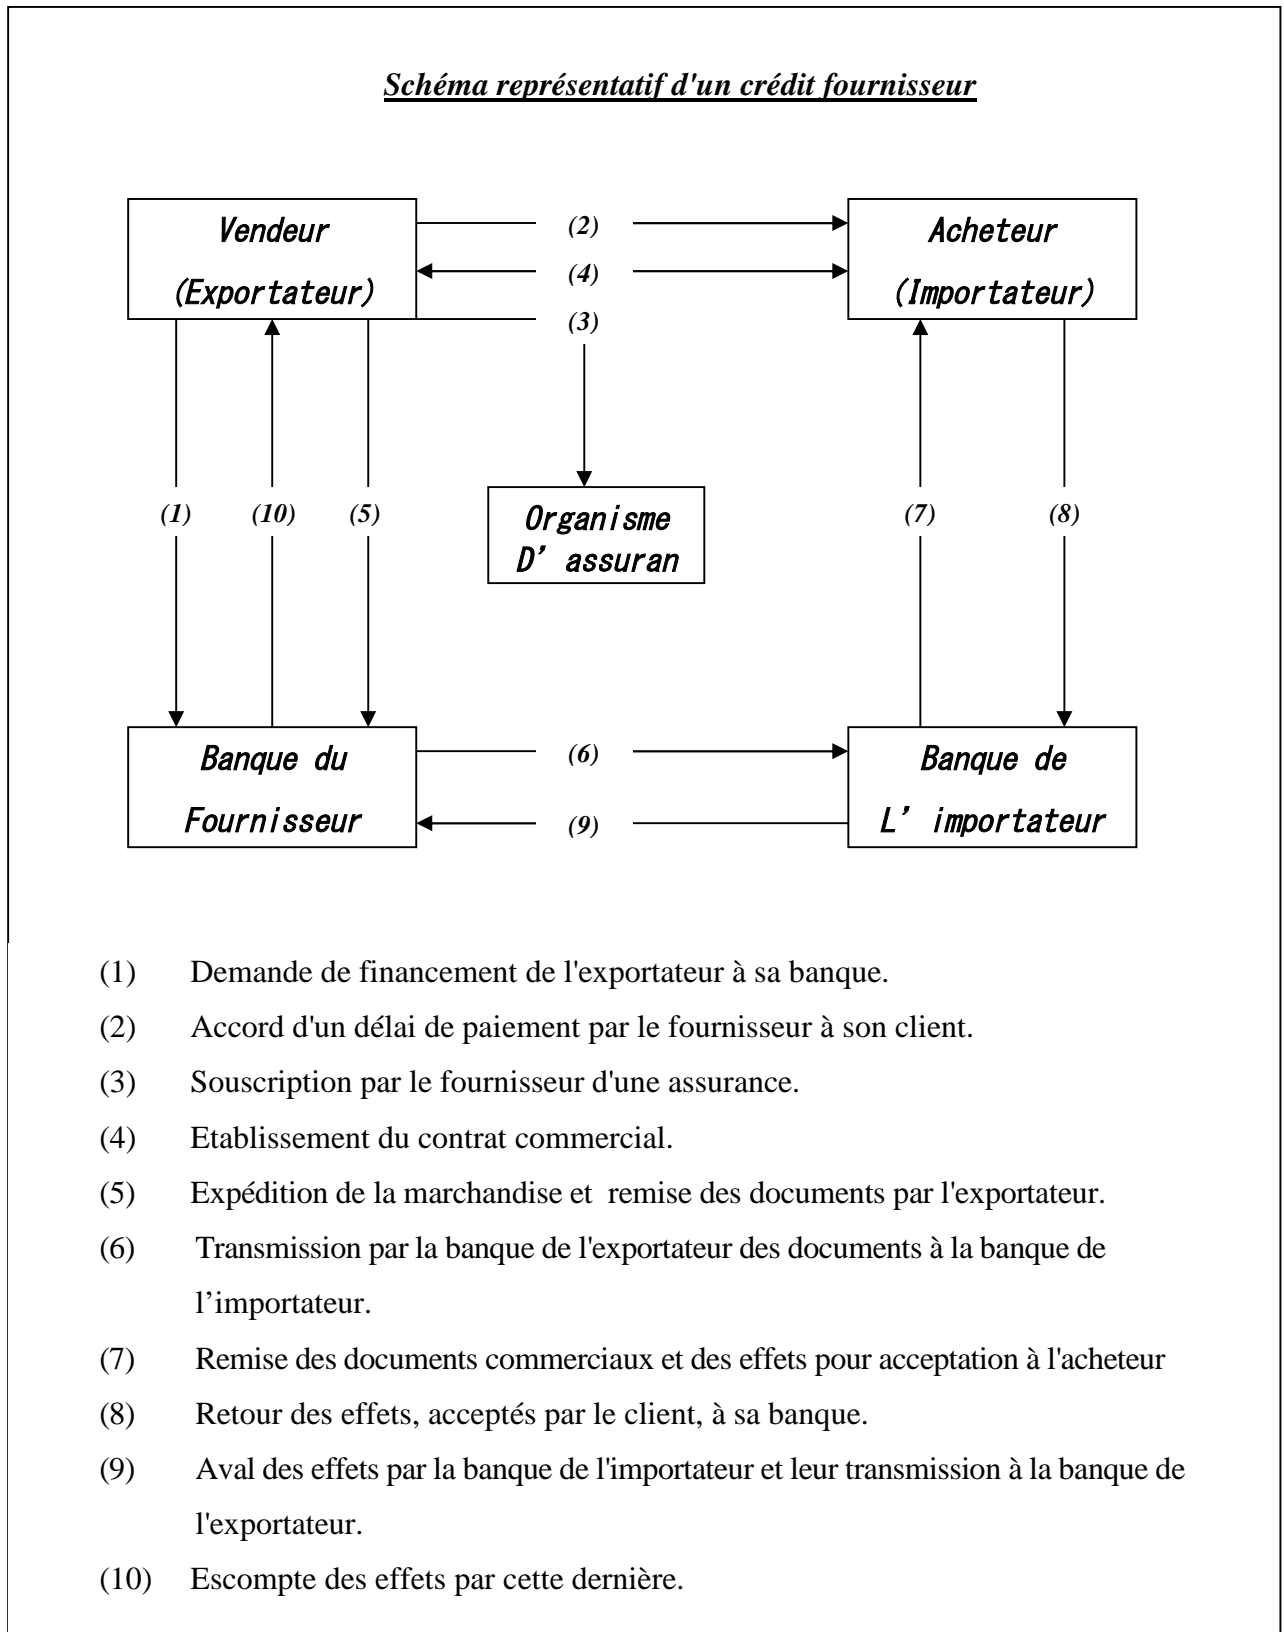 Schéma représentatif d'un crédit fournisseur
Vendeur
(Exportateur)
(2)
(4)
(3)
Acheteur
(Importateur)
(1)
(10)
(5)
Organisme
D’ assuran
(7)
(8)
Banque du
Fournisseur
(6)
(9)
Banque de
L’ importateur
(1) Demande de financement de l'exportateur à sa banque.
(2) Accord d'un délai de paiement par le fournisseur à son client.
(3) Souscription par le fournisseur d'une assurance.
(4) Etablissement du contrat commercial.
(5) Expédition de la marchandise et remise des documents par l'exportateur.
(6) Transmission par la banque de l'exportateur des documents à la banque de
l’importateur.
(7) Remise des documents commerciaux et des effets pour acceptation à l'acheteur
(8) Retour des effets, acceptés par le client, à sa banque.
(9) Aval des effets par la banque de l'importateur et leur transmission à la banque de
l'exportateur.
(10) Escompte des effets par cette dernière.